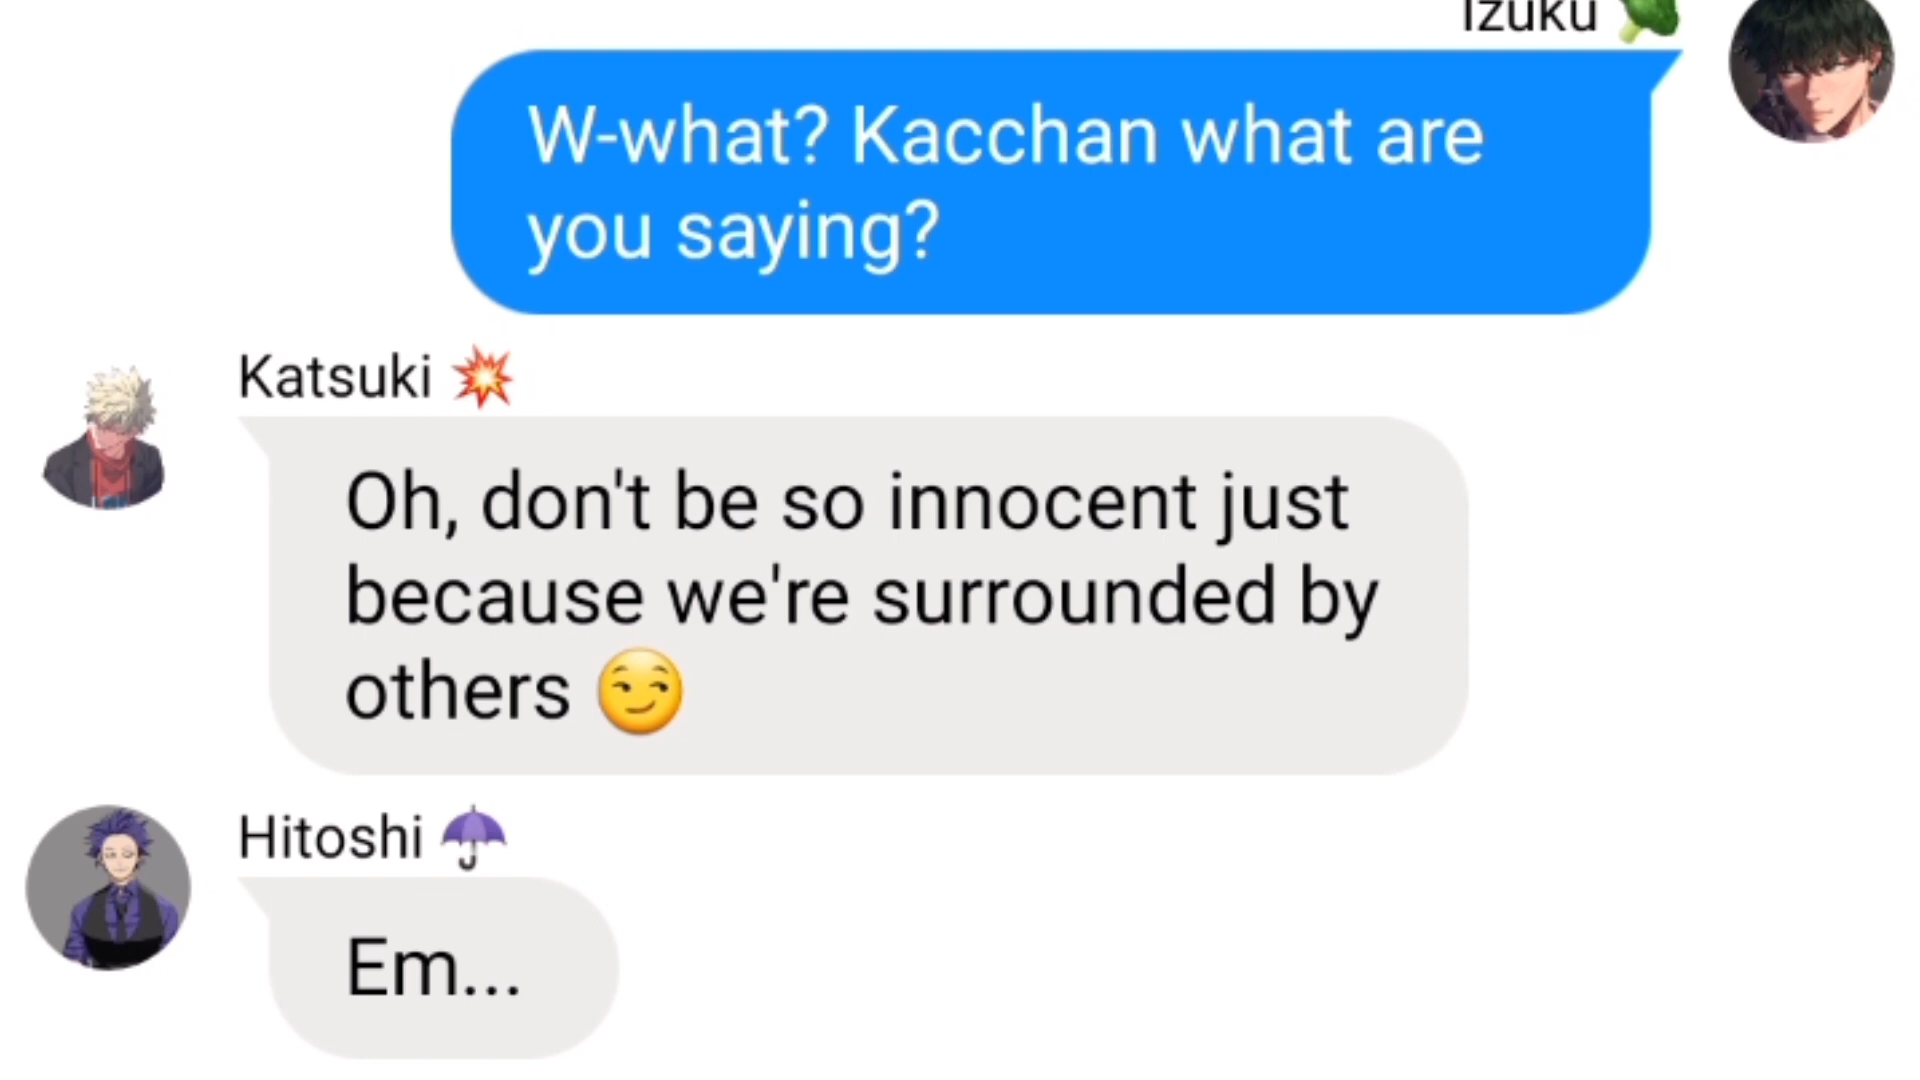 Izuku 🥦
W-what? Kacchan what are
you saying?
Katsuki 💥
Oh, don't be so innocent just
because we're surrounded by
others 😏
Hitoshi ☂
Em...